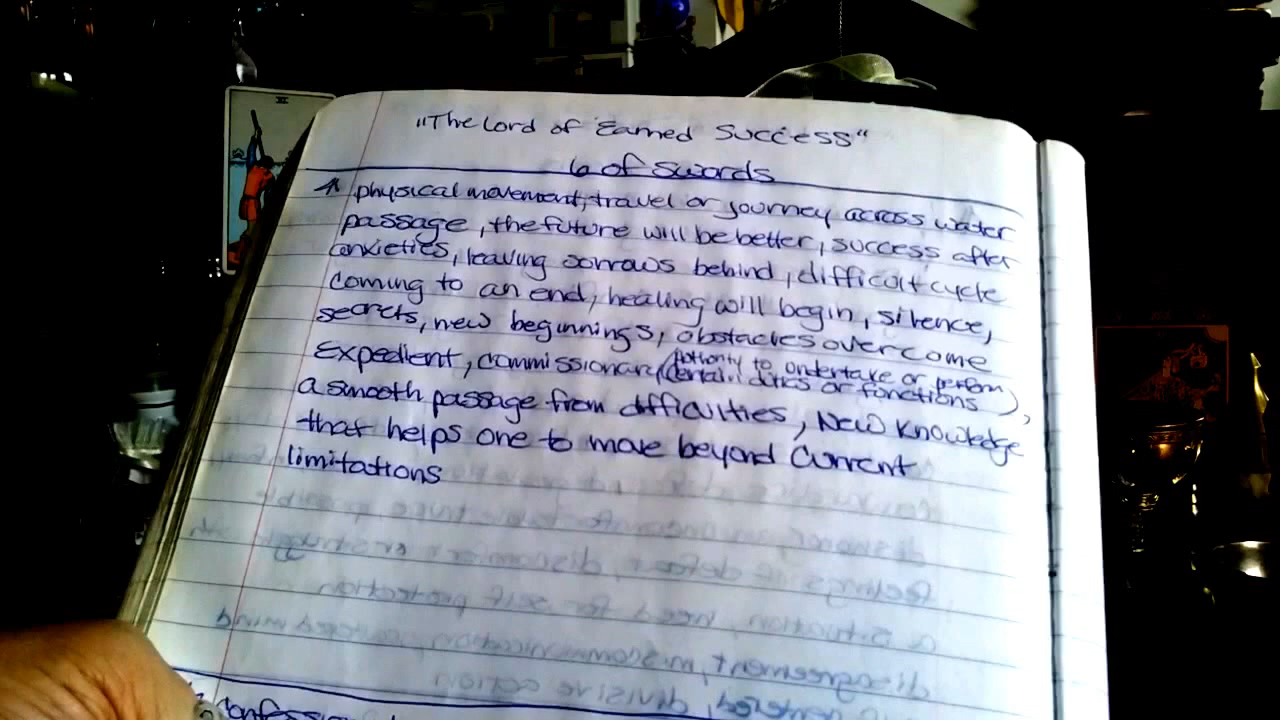 VI
"The Lord of Earned Success"
6 of swords
physical movement, travel or journey across water
passage, the future will be better, success after
anxieties, leaving sorrows behind, difficult cycle
coming to an end, healing will begin, silence,
secrets, new beginnings, obstacles overcome
Expedient, commissionary (Authority to undertake or perform
certain duties or functions),
a smooth passage from difficulties, New Knowledge
that helps one to move beyond current
limitations